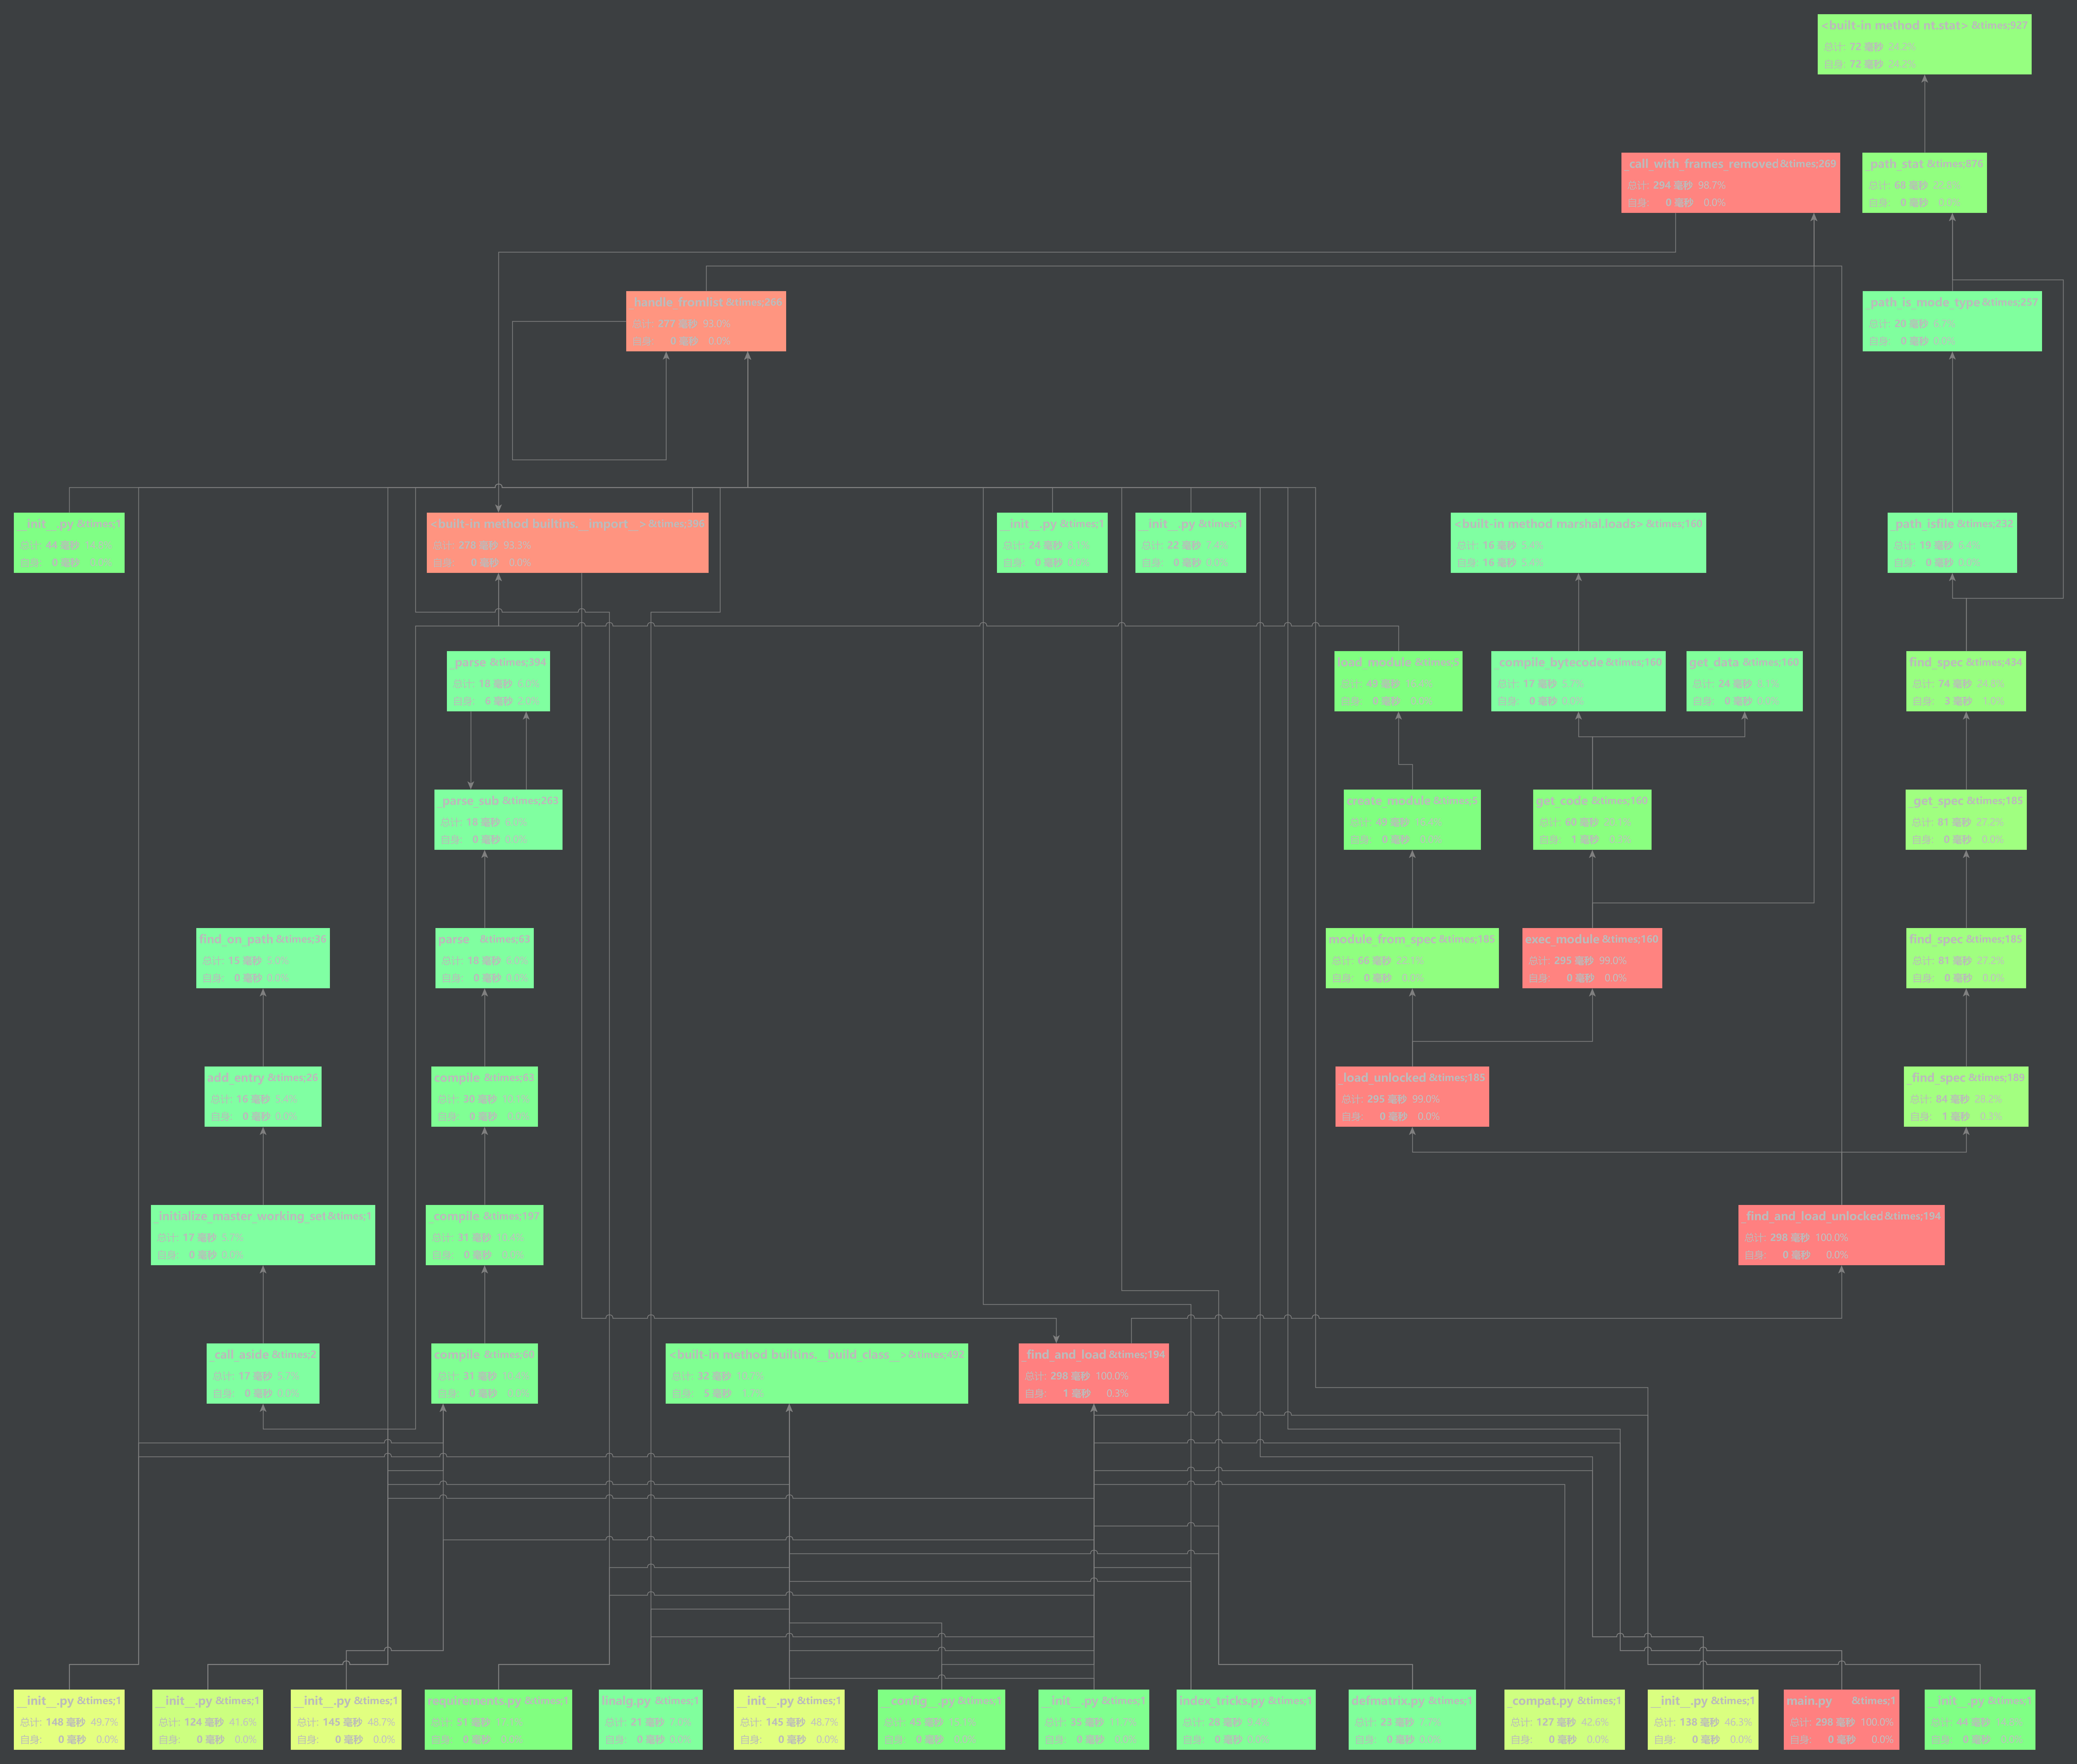 <built-in method nt.stat> &times;927
总计: 72 毫秒 24.2%
自身: 72 毫秒 24.2%
_call_with_frames_removed &times;269
总计: 294 毫秒 98.7%
自身: 0 毫秒 0.0%
_path_stat &times;876
总计: 68 毫秒 22.8%
自身: 0 毫秒 0.0%
_handle_fromlist &times;268
总计: 277 毫秒 93.0%
自身: 0 毫秒 0.0%
_path_is_mode_type &times;257
总计: 20 毫秒 6.7%
自身: 0 毫秒 0.0%
__init__.py &times;1
总计: 44 毫秒 14.8%
自身: 0 毫秒 0.0%
<built-in method builtins.__import__>
总计: 278 毫秒 93.3%
自身: 0 毫秒 0.0%
__init__.py &times;1
总计: 24 毫秒 8.1%
自身: 0 毫秒 0.0%
__init__.py &times;1
总计: 22 毫秒 7.4%
自身: 0 毫秒 0.0%
<built-in method marshal.loads> &times;160
总计: 16 毫秒 5.4%
自身: 16 毫秒 5.4%
_path_isfile &times;232
总计: 19 毫秒 6.4%
自身: 0 毫秒 0.0%
_parse &times;394
总计: 18 毫秒 6.0%
自身: 6 毫秒 2.0%
load_module &times;5
总计: 49 毫秒 16.4%
自身: 0 毫秒 0.0%
_compile_bytecode &times;160
总计: 17 毫秒 5.7%
自身: 0 毫秒 0.0%
get_data &times;160
总计: 24 毫秒 8.1%
自身: 0 毫秒 0.0%
find_spec &times;434
总计: 74 毫秒 24.8%
自身: 3 毫秒 1.0%
_parse_sub &times;263
总计: 18 毫秒 6.0%
自身: 0 毫秒 0.0%
create_module &times;5
总计: 49 毫秒 16.4%
自身: 0 毫秒 0.0%
get_code &times;160
总计: 60 毫秒 20.1%
自身: 1 毫秒 0.3%
_get_spec &times;185
总计: 81 毫秒 27.2%
自身: 0 毫秒 0.0%
find_on_path &times;36
总计: 15 毫秒 5.0%
自身: 0 毫秒 0.0%
parse &times;63
总计: 18 毫秒 6.0%
自身: 0 毫秒 0.0%
module_from_spec &times;185
总计: 66 毫秒 22.1%
自身: 0 毫秒 0.0%
exec_module &times;160
总计: 295 毫秒 99.0%
自身: 0 毫秒 0.0%
find_spec &times;185
总计: 81 毫秒 27.2%
自身: 0 毫秒 0.0%
add_entry &times;26
总计: 16 毫秒 5.4%
自身: 0 毫秒 0.0%
compile &times;63
总计: 30 毫秒 10.1%
自身: 0 毫秒 0.0%
_load_unlocked &times;185
总计: 295 毫秒 99.0%
自身: 0 毫秒 0.0%
_find_spec &times;189
总计: 84 毫秒 28.2%
自身: 1 毫秒 0.3%
_initialize_master_working_set &times;1
总计: 17 毫秒 5.7%
自身: 0 毫秒 0.0%
_compile &times;197
总计: 31 毫秒 10.4%
自身: 0 毫秒 0.0%
_find_and_load_unlocked &times;194
总计: 298 毫秒 100.0%
自身: 0 毫秒 0.0%
_call_aside &times;2
总计: 17 毫秒 5.7%
自身: 0 毫秒 0.0%
compile &times;60
总计: 31 毫秒 10.4%
自身: 0 毫秒 0.0%
<built-in method builtins.__build_class__> &times;492
总计: 32 毫秒 10.7%
自身: 5 毫秒 1.7%
_find_and_load &times;194
总计: 298 毫秒 100.0%
自身: 1 毫秒 0.3%
__init__.py &times;1
总计: 148 毫秒 49.7%
自身: 0 毫秒 0.0%
__init__.py &times;1
总计: 124 毫秒 41.6%
自身: 0 毫秒 0.0%
__init__.py &times;1
总计: 145 毫秒 48.7%
自身: 0 毫秒 0.0%
requirements.py &times;1
总计: 51 毫秒 17.1%
自身: 0 毫秒 0.0%
linalg.py &times;1
总计: 21 毫秒 7.0%
自身: 0 毫秒 0.0%
__init__.py &times;1
总计: 145 毫秒 48.7%
自身: 0 毫秒 0.0%
__config__.py &times;1
总计: 45 毫秒 15.1%
自身: 0 毫秒 0.0%
__init__.py &times;1
总计: 35 毫秒 11.7%
自身: 0 毫秒 0.0%
index_tricks.py &times;1
总计: 28 毫秒 9.4%
自身: 0 毫秒 0.0%
defmatrix.py &times;1
总计: 23 毫秒 7.7%
自身: 0 毫秒 0.0%
_compat.py &times;1
总计: 127 毫秒 42.6%
自身: 0 毫秒 0.0%
__init__.py &times;1
总计: 138 毫秒 46.3%
自身: 0 毫秒 0.0%
main.py &times;1
总计: 298 毫秒 100.0%
自身: 0 毫秒 0.0%
__init__.py &times;1
总计: 44 毫秒 14.8%
自身: 0 毫秒 0.0%